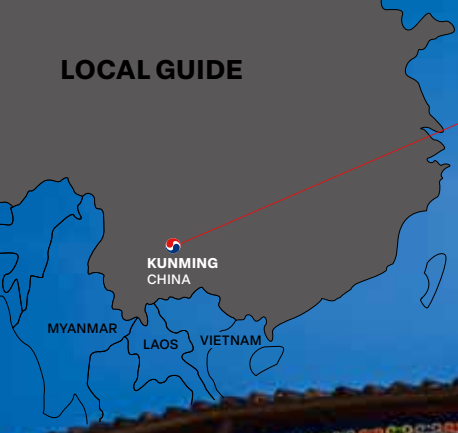 LOCAL GUIDE
KUNMING
CHINA
MYANMAR
LAOS
VIETNAM